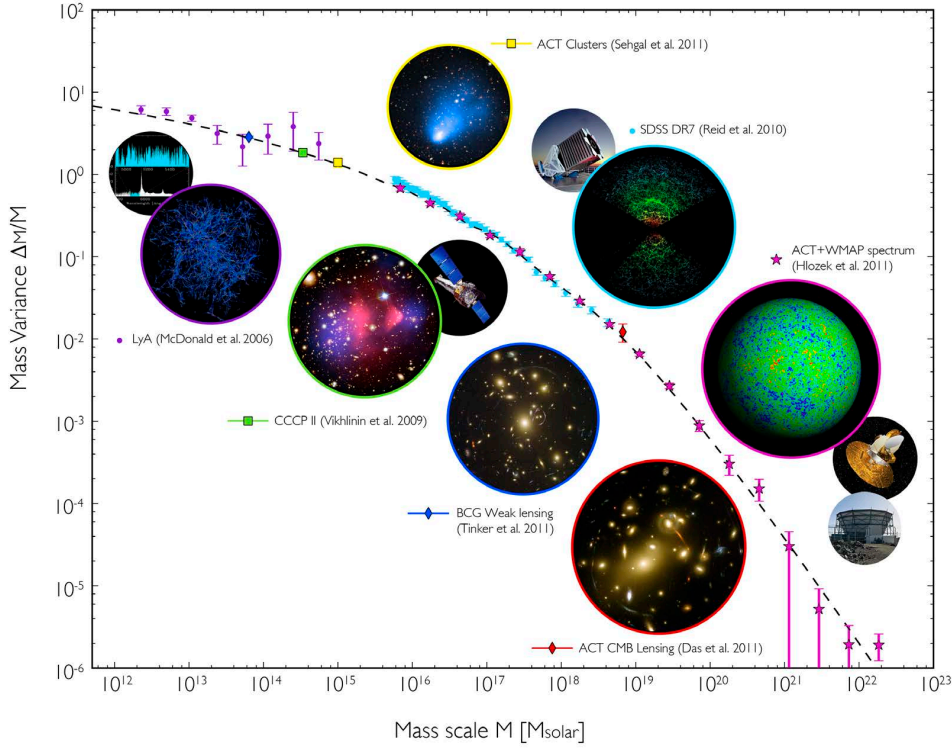 10²
10¹
10⁰
10⁻¹
10⁻²
10⁻³
10⁻⁴
10⁻⁵
10⁻⁶
Mass Variance ΔM/M
ACT Clusters (Sehgal et al. 2011)
SDSS DR7 (Reid et al. 2010)
ACT+WMAP spectrum
(Hlozek et al. 2011)
LyA (McDonald et al. 2006)
CCCP II (Vikhlinin et al. 2009)
BCG Weak lensing
(Tinker et al. 2011)
ACT CMB Lensing (Das et al. 2011)
10¹² 10¹³ 10¹⁴ 10¹⁵ 10¹⁶ 10¹⁷ 10¹⁸ 10¹⁹ 10²⁰ 10²¹ 10²² 10²³
Mass scale M [Msolar]